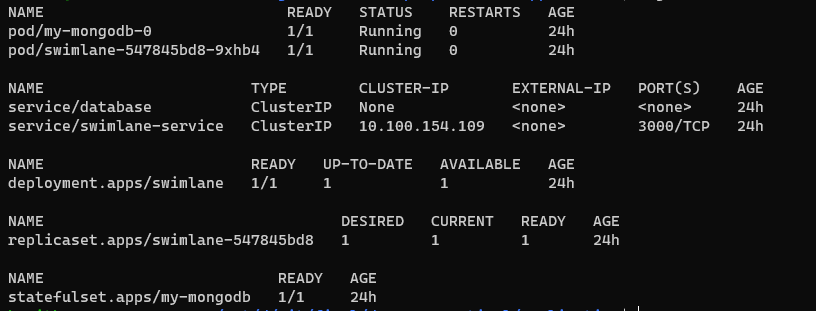 NAME READY STATUS RESTARTS AGE
pod/my-mongodb-0 1/1 Running 0 24h
pod/swimlane-547845bd8-9xhb4 1/1 Running 0 24h
NAME TYPE CLUSTER-IP EXTERNAL-IP PORT(S) AGE
service/database ClusterIP None <none> <none> 24h
service/swimlane-service ClusterIP 10.100.154.109 <none> 3000/TCP 24h
NAME READY UP-TO-DATE AVAILABLE AGE
deployment.apps/swimlane 1/1 1 1 24h
NAME DESIRED CURRENT READY AGE
replicaset.apps/swimlane-547845bd8 1 1 1 24h
NAME READY AGE
statefulset.apps/my-mongodb 1/1 24h